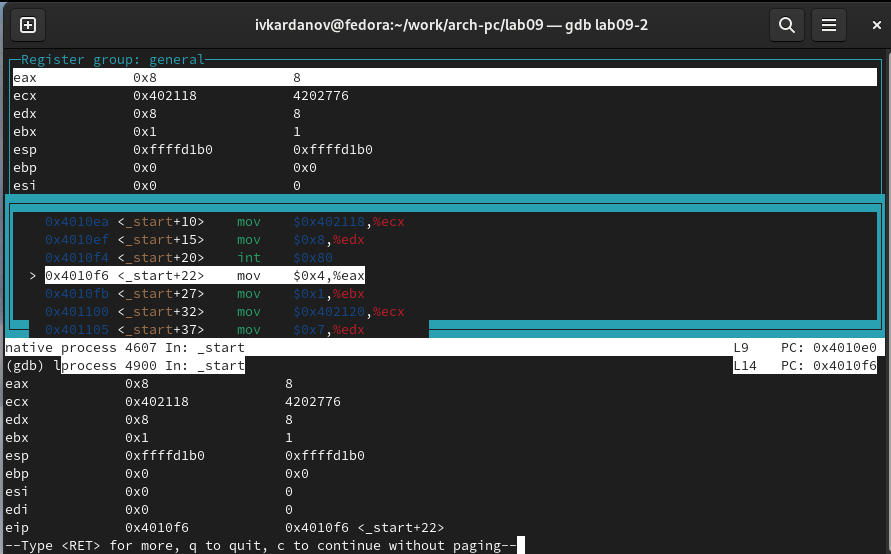 ivkardanov@fedora:~/work/arch-pc/lab09 — gdb lab09-2
Register group: general
eax 0x8 8
ecx 0x402118 4202776
edx 0x8 8
ebx 0x1 1
esp 0xffffd1b0 0xffffd1b0
ebp 0x0 0x0
esi 0x0 0
0x4010ea <_start+10> mov $0x402118,%ecx
0x4010ef <_start+15> mov $0x8,%edx
0x4010f4 <_start+20> int $0x80
> 0x4010f6 <_start+22> mov $0x4,%eax
0x4010fb <_start+27> mov $0x1,%ebx
0x401100 <_start+32> mov $0x402120,%ecx
0x401105 <_start+37> mov $0x7,%edx
native process 4607 In: _start L9 PC: 0x4010e0
(gdb) lprocess 4900 In: _start L14 PC: 0x4010f6
eax 0x8 8
ecx 0x402118 4202776
edx 0x8 8
ebx 0x1 1
esp 0xffffd1b0 0xffffd1b0
ebp 0x0 0x0
esi 0x0 0
edi 0x0 0
eip 0x4010f6 0x4010f6 <_start+22>
--Type <RET> for more, q to quit, c to continue without paging--